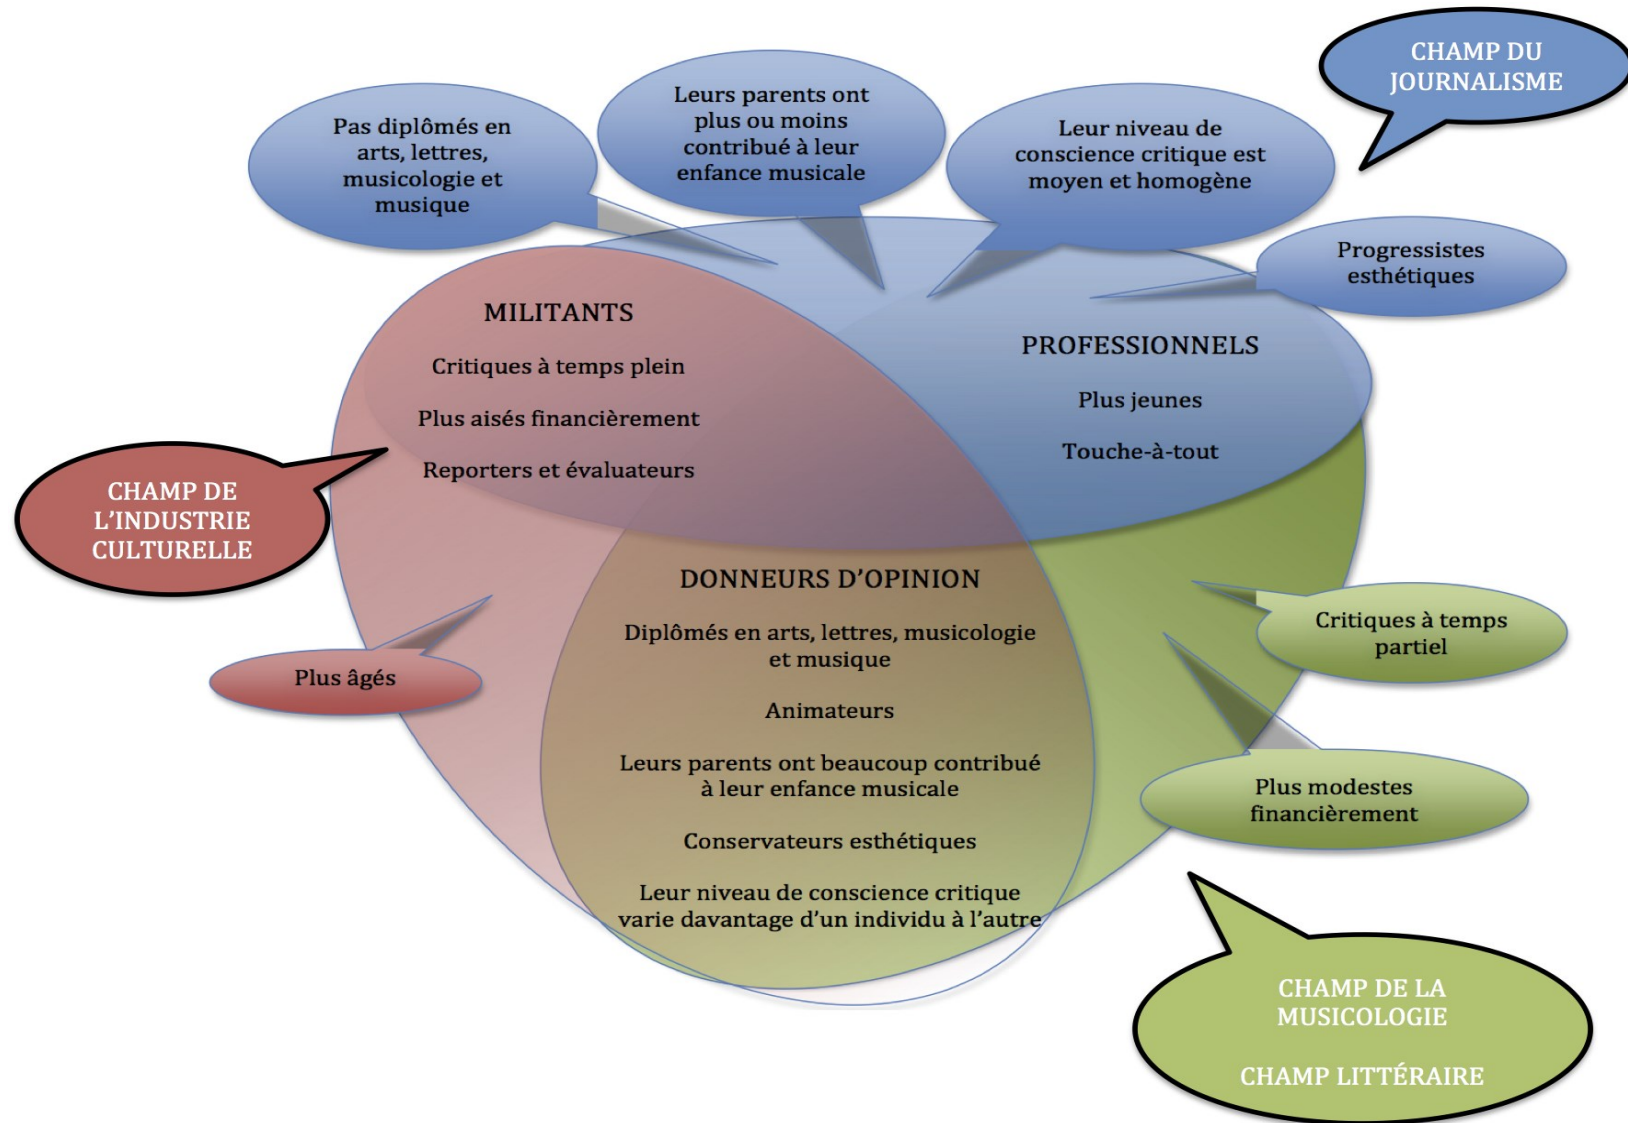 CHAMP DU
JOURNALISME
Pas diplômés en
arts, lettres,
musicologie et
musique
Leurs parents ont
plus ou moins
contribué à leur
enfance musicale
Leur niveau de
conscience critique est
moyen et homogène
Progressistes
esthétiques
MILITANTS
Critiques à temps plein
Plus aisés financièrement
Reporters et évaluateurs
PROFESSIONNELS
Plus jeunes
Touche-à-tout
CHAMP DE
L’INDUSTRIE
CULTURELLE
Plus âgés
DONNEURS D’OPINION
Diplômés en arts, lettres, musicologie
et musique
Animateurs
Leurs parents ont beaucoup contribué
à leur enfance musicale
Conservateurs esthétiques
Leur niveau de conscience critique
varie davantage d’un individu à l’autre
Critiques à temps
partiel
Plus modestes
financièrement
CHAMP DE LA
MUSICOLOGIE
CHAMP LITTÉRAIRE